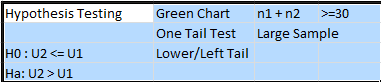 Hypothesis Testing Green Chart n1 + n2 >=30
One Tail Test Large Sample
H0 : U2 <= U1 Lower/Left Tail
Ha: U2 > U1